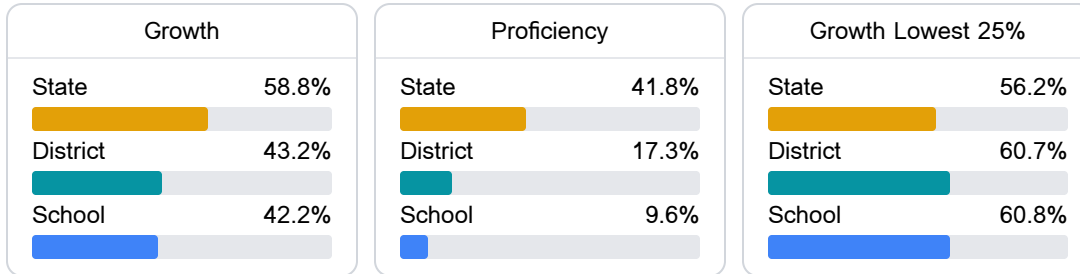 Growth
State 58.8%
District 43.2%
School 42.2%
Proficiency
State 41.8%
District 17.3%
School 9.6%
Growth Lowest 25%
State 56.2%
District 60.7%
School 60.8%